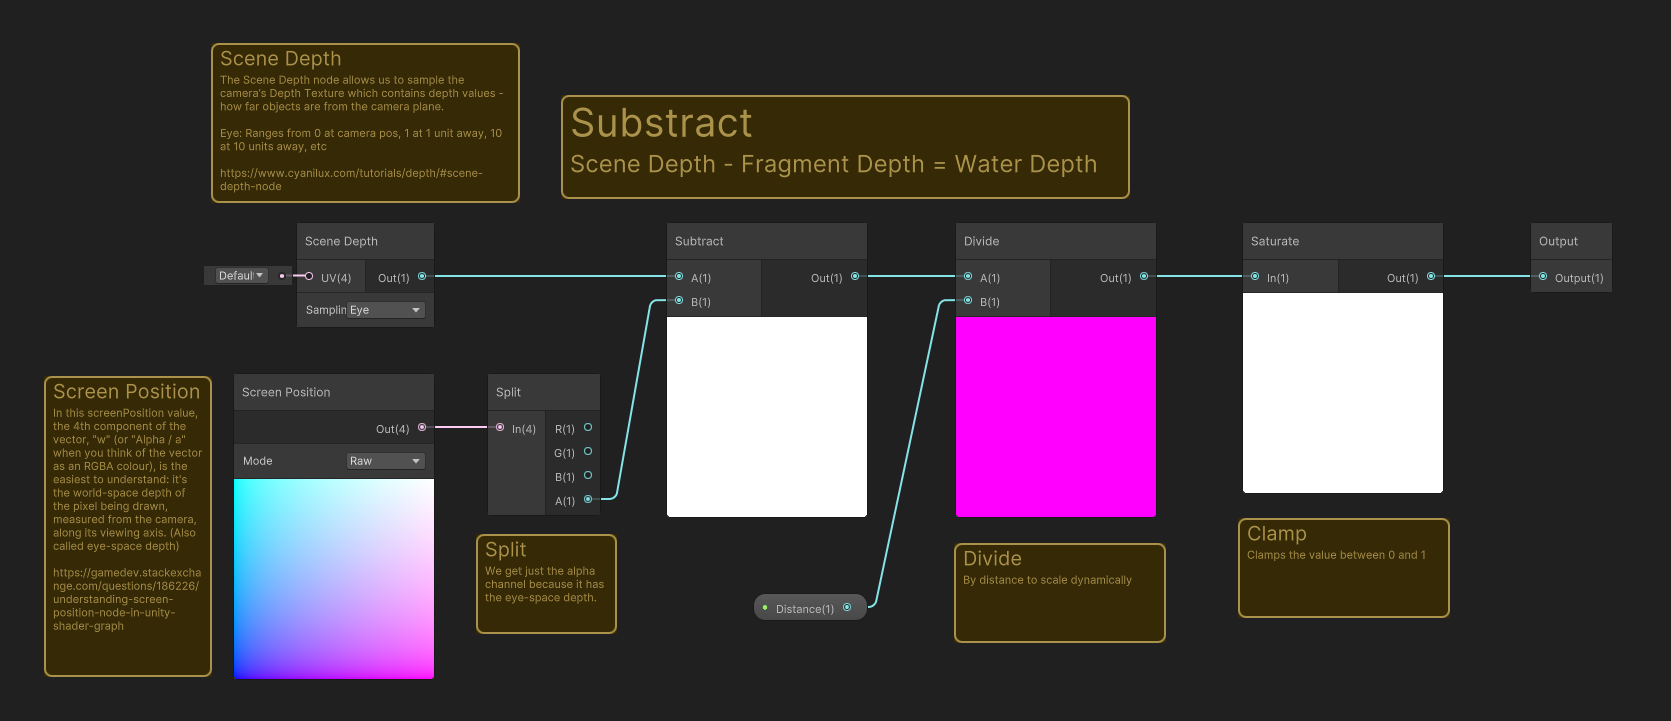 Scene Depth
The Scene Depth node allows us to sample the
camera's Depth Texture which contains depth values -
how far objects are from the camera plane.
Eye: Ranges from 0 at camera pos, 1 at 1 unit away, 10
at 10 units away, etc
https://www.cyanilux.com/tutorials/depth/#scene-
depth-node
Substract
Scene Depth - Fragment Depth = Water Depth
Scene Depth
Defaul
UV(4)
Out(1)
Samplin
Eye
Subtract
A(1)
Out(1)
B(1)
Divide
A(1)
Out(1)
B(1)
Saturate
In(1)
Out(1)
Output
Output(1)
Screen Position
In this screenPosition value,
the 4th component of the
vector, "w" (or "Alpha / a"
when you think of the vector
as an RGBA colour), is the
easiest to understand: it's
the world-space depth of
the pixel being drawn,
measured from the camera,
along its viewing axis. (Also
called eye-space depth)
https://gamedev.stackexcha
nge.com/questions/186226/
understanding-screen-
position-node-in-unity-
shader-graph
Screen Position
Out(4)
Mode
Raw
Split
In(4)
R(1)
G(1)
B(1)
A(1)
Split
We get just the alpha
channel because it has
the eye-space depth.
Distance(1)
Divide
By distance to scale dynamically
Clamp
Clamps the value between 0 and 1